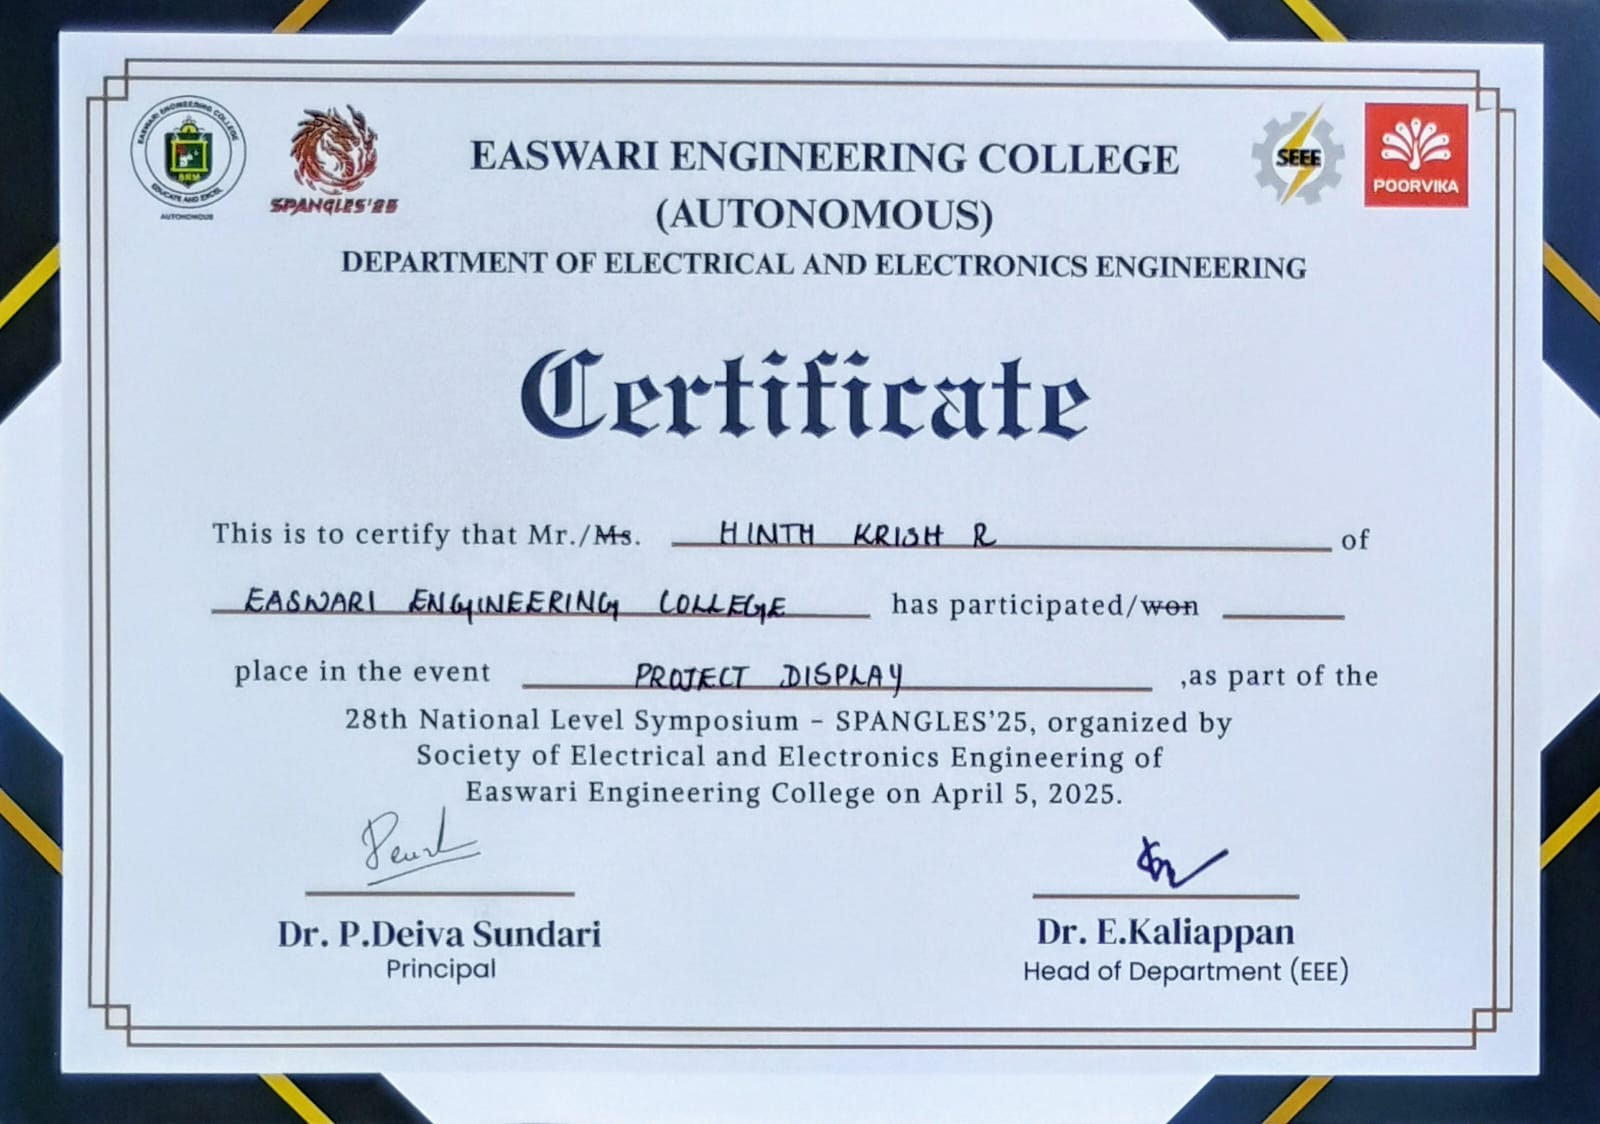 EASWARI ENGINEERING COLLEGE
EDUCATE AND EXCEL
SRM
AUTONOMOUS
SPANGLES'25
EASWARI ENGINEERING COLLEGE
(AUTONOMOUS)
DEPARTMENT OF ELECTRICAL AND ELECTRONICS ENGINEERING
SEEE
POORVIKA
Certificate
This is to certify that Mr./Ms. HINTH KRISH R of
EASWARI ENGINEERING COLLEGE has participated/won
place in the event PROJECT DISPLAY ,as part of the
28th National Level Symposium - SPANGLES'25, organized by
Society of Electrical and Electronics Engineering of
Easwari Engineering College on April 5, 2025.
Dr. P.Deiva Sundari
Principal
Dr. E.Kaliappan
Head of Department (EEE)